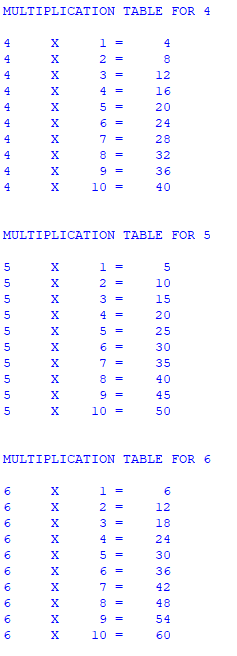 MULTIPLICATION TABLE FOR 4
4 X 1 = 4
4 X 2 = 8
4 X 3 = 12
4 X 4 = 16
4 X 5 = 20
4 X 6 = 24
4 X 7 = 28
4 X 8 = 32
4 X 9 = 36
4 X 10 = 40
MULTIPLICATION TABLE FOR 5
5 X 1 = 5
5 X 2 = 10
5 X 3 = 15
5 X 4 = 20
5 X 5 = 25
5 X 6 = 30
5 X 7 = 35
5 X 8 = 40
5 X 9 = 45
5 X 10 = 50
MULTIPLICATION TABLE FOR 6
6 X 1 = 6
6 X 2 = 12
6 X 3 = 18
6 X 4 = 24
6 X 5 = 30
6 X 6 = 36
6 X 7 = 42
6 X 8 = 48
6 X 9 = 54
6 X 10 = 60